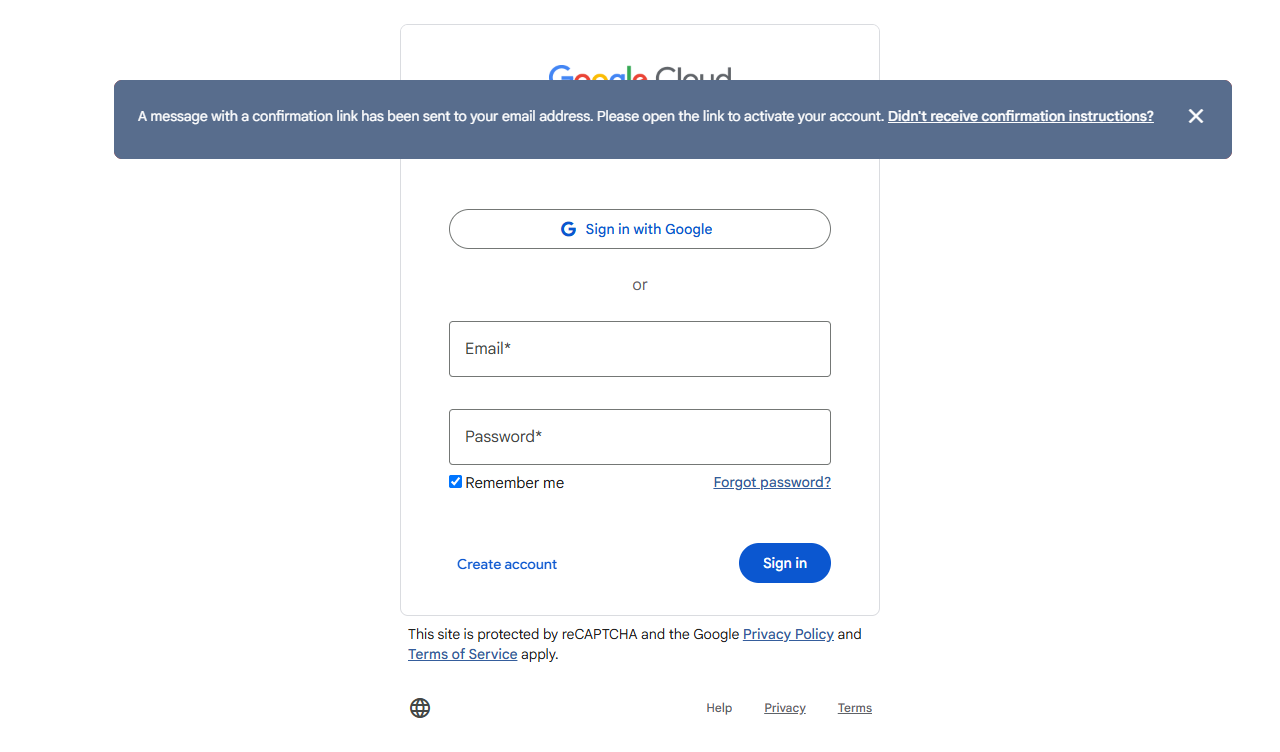 Google Cloud
A message with a confirmation link has been sent to your email address. Please open the link to activate your account. Didn't receive confirmation instructions?
Sign in with Google
or
Email*
Password*
Remember me
Forgot password?
Create account
Sign in
This site is protected by reCAPTCHA and the Google Privacy Policy and
Terms of Service apply.
Help
Privacy
Terms